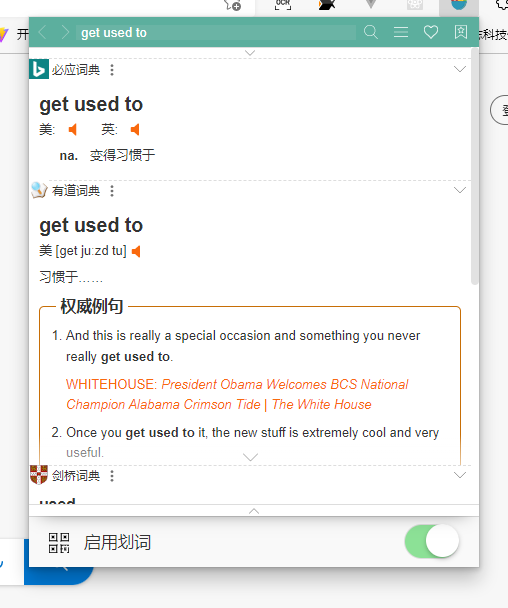 OCR
开
get used to
志科技
登
必应词典
get used to
美: 英:
na. 变得习惯于
有道词典
get used to
美 [get juːzd tu]
习惯于……
权威例句
1. And this is really a special occasion and something you never
really get used to.
WHITEHOUSE: President Obama Welcomes BCS National
Champion Alabama Crimson Tide | The White House
2. Once you get used to it, the new stuff is extremely cool and very
useful.
剑桥词典
used
启用划词